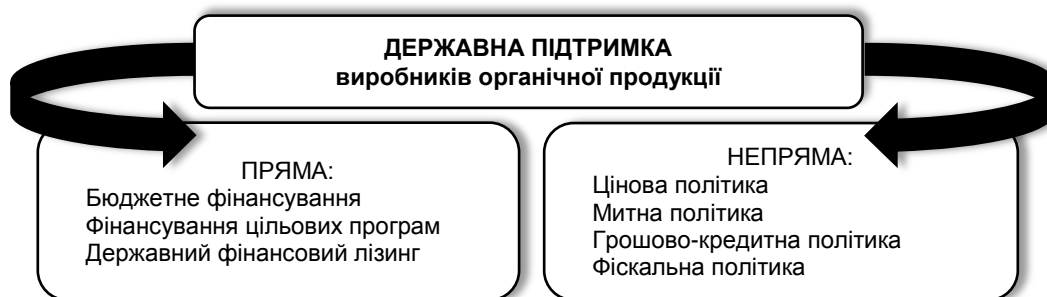 ДЕРЖАВНА ПІДТРИМКА
виробників органічної продукції
ПРЯМА:
Бюджетне фінансування
Фінансування цільових програм
Державний фінансовий лізинг
НЕПРЯМА:
Цінова політика
Митна політика
Грошово-кредитна політика
Фіскальна політика